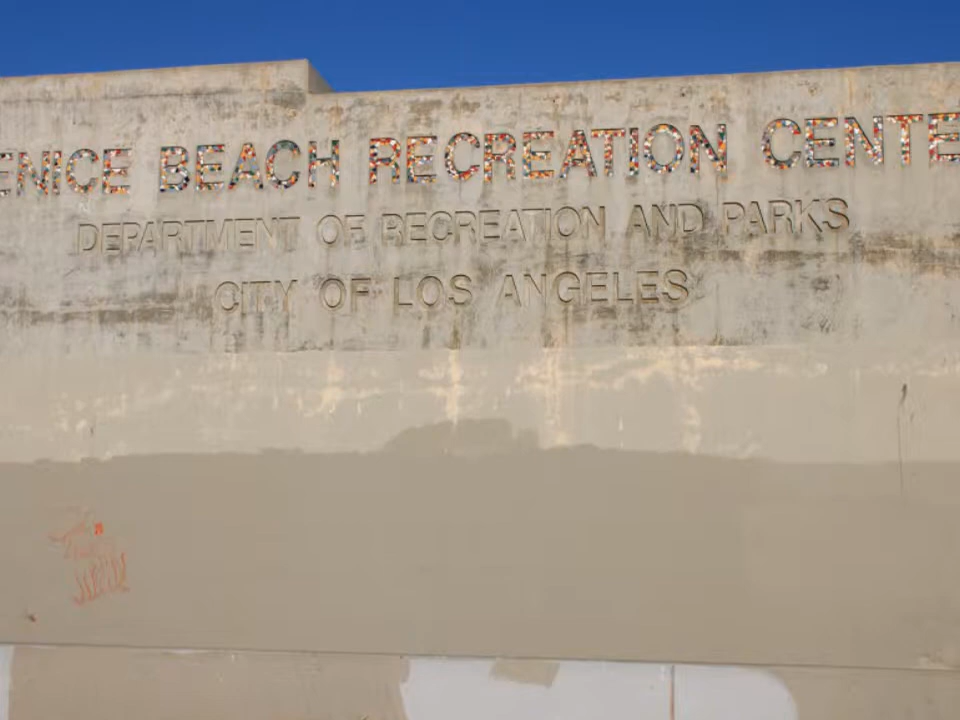 ENICE BEACH RECREATION CENTE
DEPARTMENT OF RECREATION AND PARKS
CITY OF LOS ANGELES